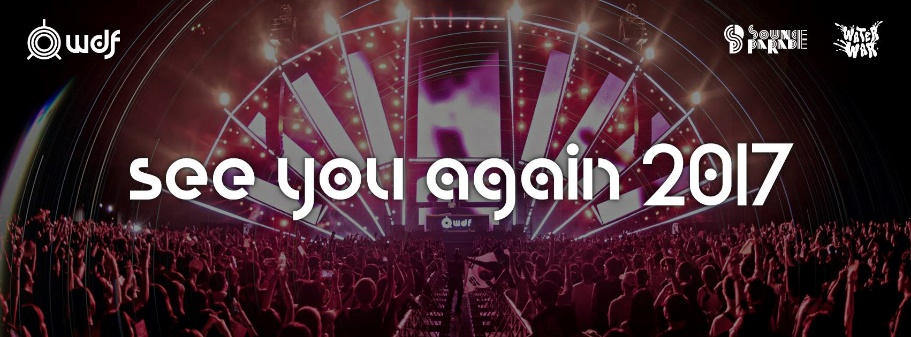 wdf
SOUND
PARADE
WATER
WAR
see you again 2017
wdf